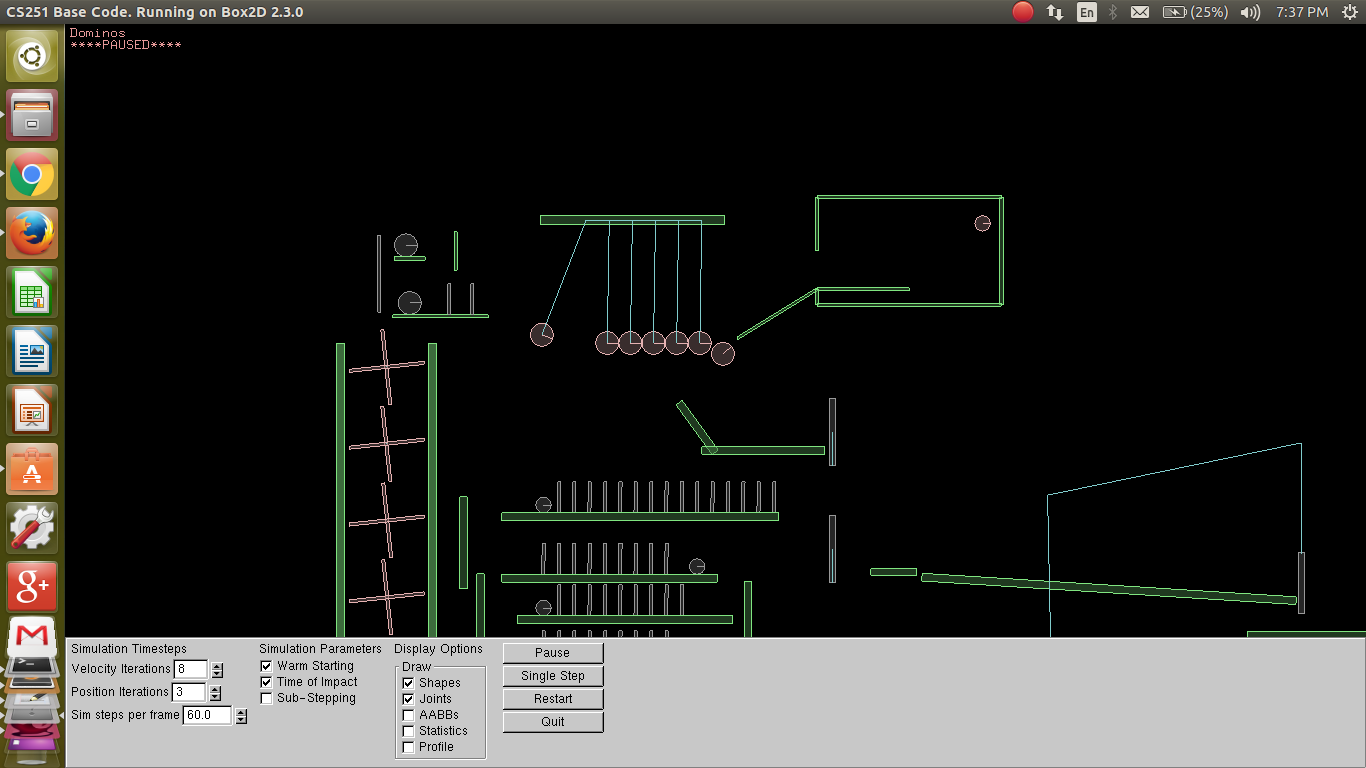 CS251 Base Code. Running on Box2D 2.3.0
En
(25%)
7:37 PM
Dominos
****PAUSED****
Simulation Timesteps
Velocity Iterations 8
Position Iterations 3
Sim steps per frame 60.0
Simulation Parameters
Warm Starting
Time of Impact
Sub-Stepping
Display Options
Draw
Shapes
Joints
AABBs
Statistics
Profile
Pause
Single Step
Restart
Quit
g+